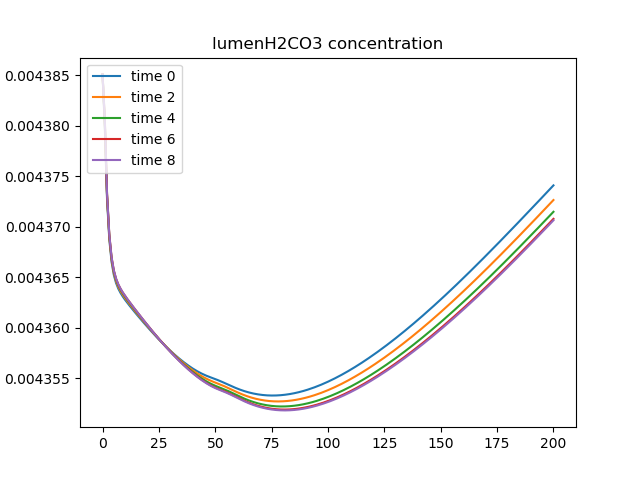 lumenH2CO3 concentration
time 0
time 2
time 4
time 6
time 8
0.004385
0.004380
0.004375
0.004370
0.004365
0.004360
0.004355
0 25 50 75 100 125 150 175 200